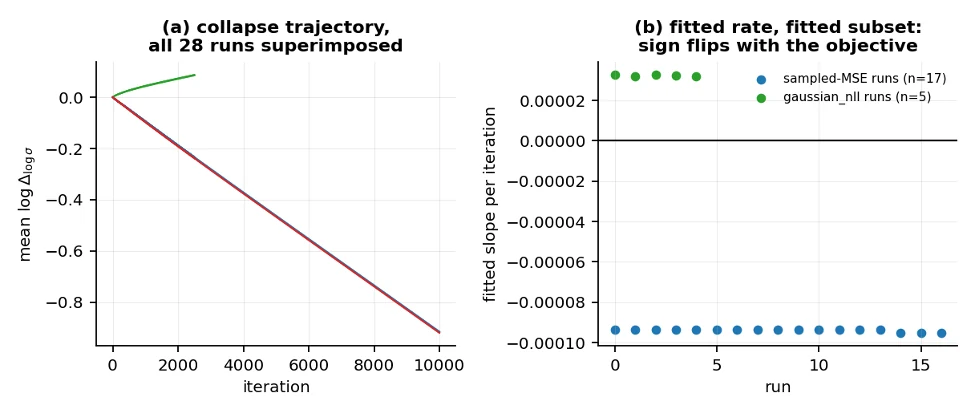 (a) collapse trajectory,
all 28 runs superimposed
0.0
−0.2
−0.4
−0.6
−0.8
mean log Δlog σ
0
2000
4000
6000
8000
10000
iteration
(b) fitted rate, fitted subset:
sign flips with the objective
sampled-MSE runs (n=17)
gaussian_nll runs (n=5)
0.00002
0.00000
−0.00002
−0.00004
−0.00006
−0.00008
−0.00010
fitted slope per iteration
0
5
10
15
run